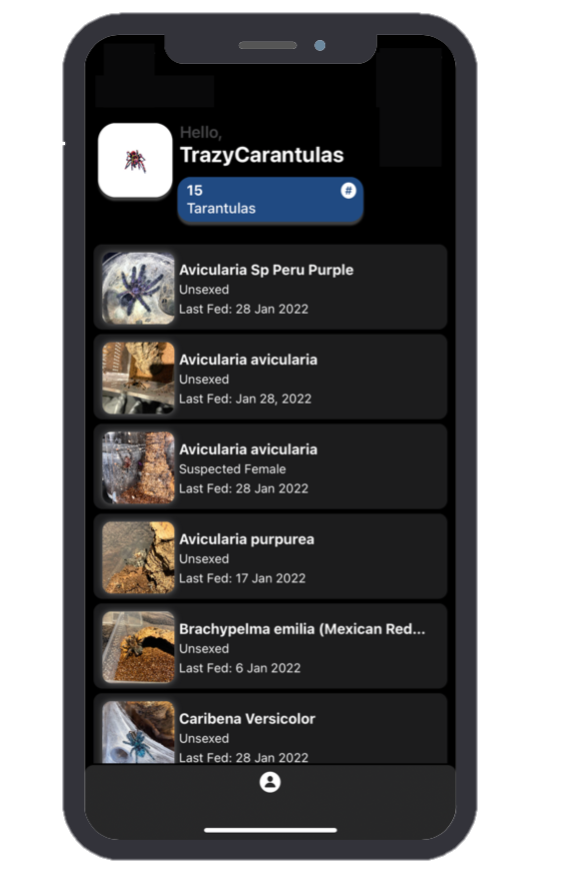 Hello,
TrazyCarantulas
15
#
Tarantulas
Avicularia Sp Peru Purple
Unsexed
Last Fed: 28 Jan 2022
Avicularia avicularia
Unsexed
Last Fed: Jan 28, 2022
Avicularia avicularia
Suspected Female
Last Fed: 28 Jan 2022
Avicularia purpurea
Unsexed
Last Fed: 17 Jan 2022
Brachypelma emilia (Mexican Red...
Unsexed
Last Fed: 6 Jan 2022
Caribena Versicolor
Unsexed
Last Fed: 28 Jan 2022